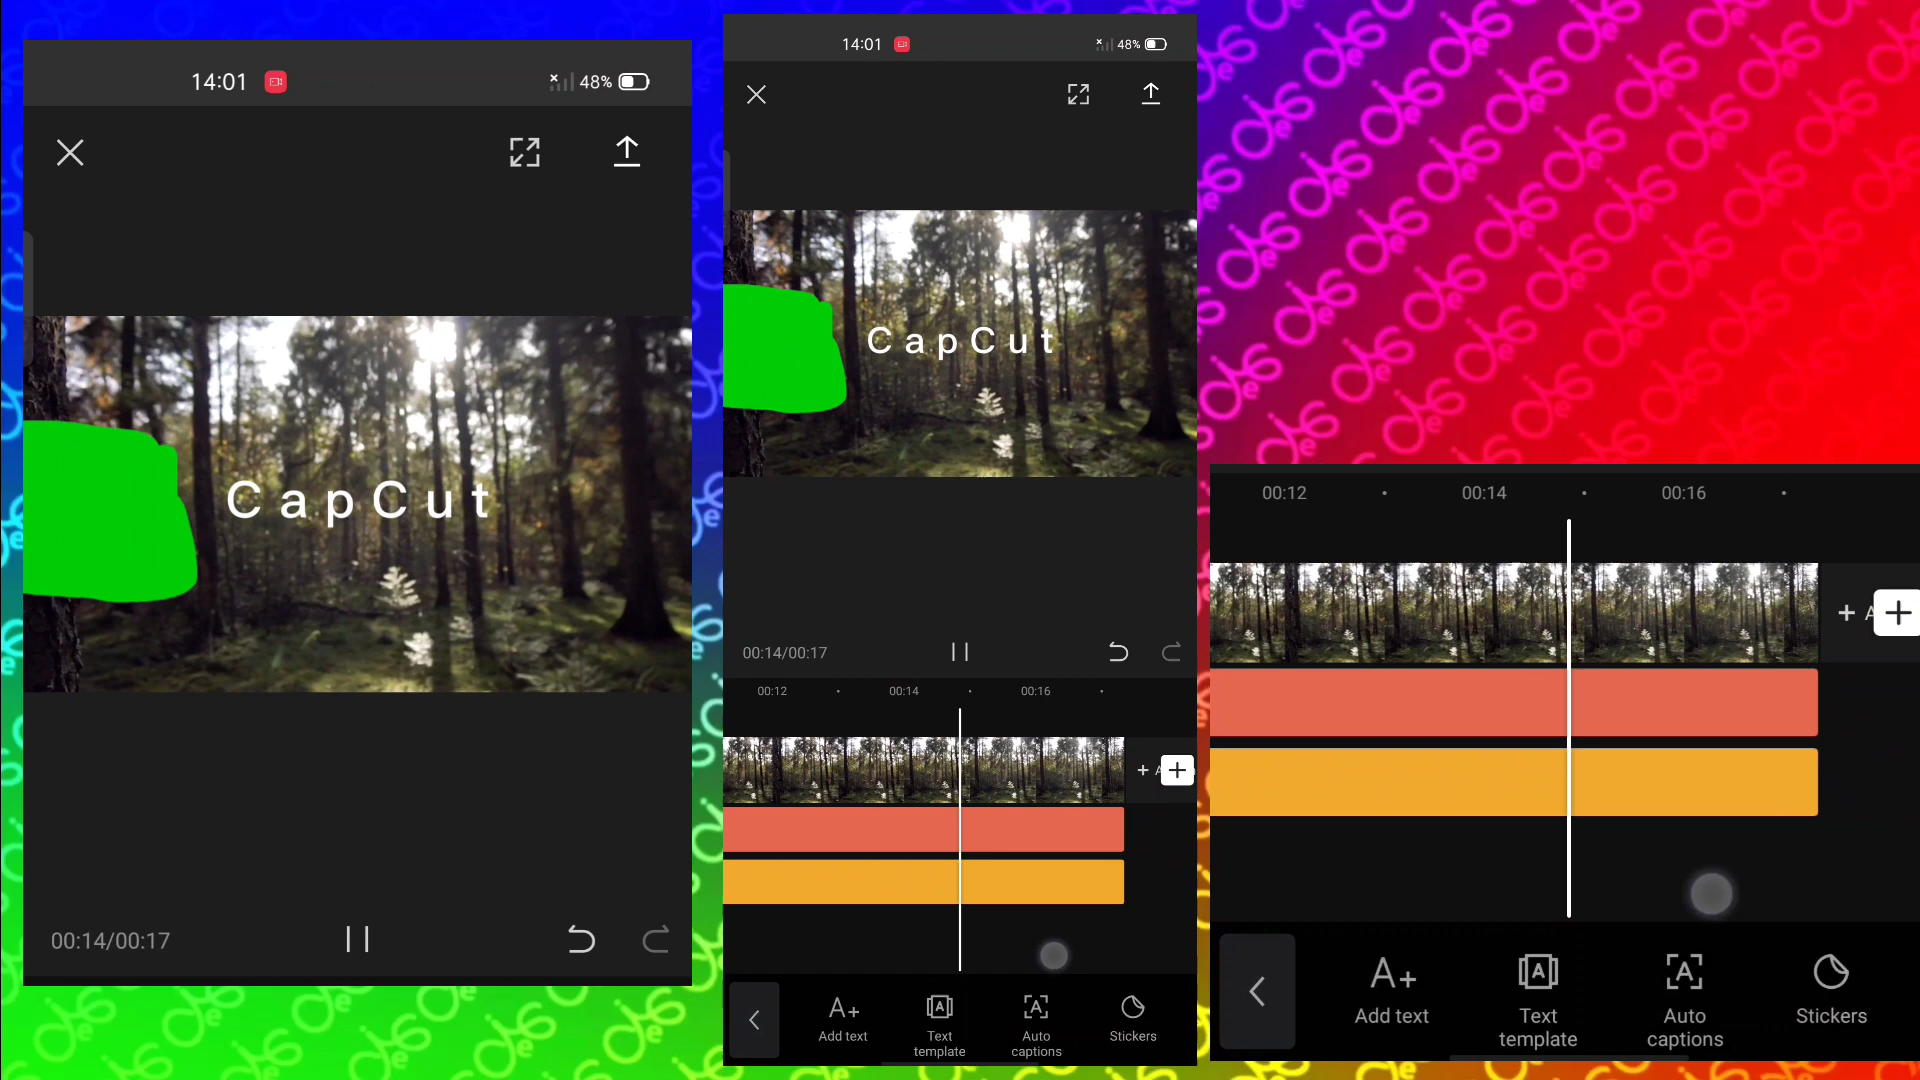 14:01
48%
CapCut
00:14/00:17
14:01
48%
CapCut
00:14/00:17
00:12
00:14
00:16
+
A+
Add text
A
Text
template
A
Auto
captions
Stickers
00:12
00:14
00:16
+ A
A+
Add text
A
Text
template
A
Auto
captions
Stickers